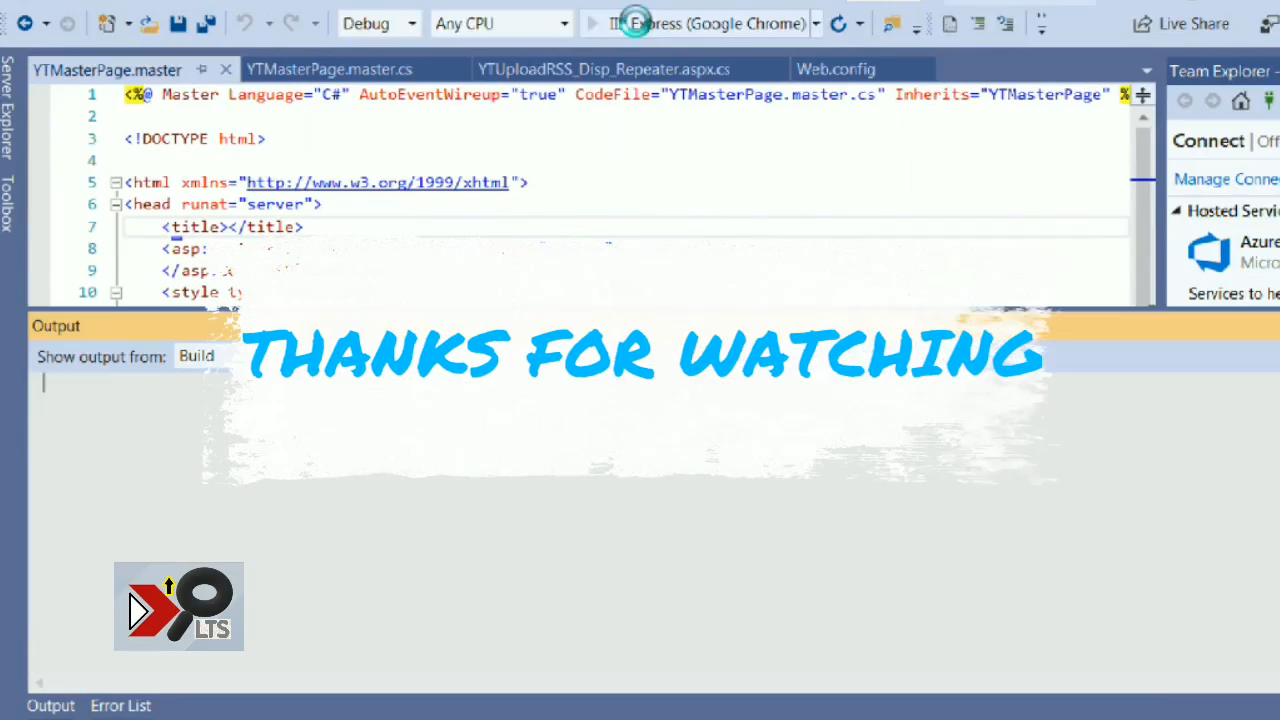 Debug
Any CPU
Express (Google Chrome)
Live Share
Server Explorer
Toolbox
YTMasterPage.master
YTMasterPage.master.cs
YTUploadRSS_Disp_Repeater.aspx.cs
Web.config
Team Explorer -
1 <%@ Master Language="C#" AutoEventWireup="true" CodeFile="YTMasterPage.master.cs" Inherits="YTMasterPage" %
2
3 <!DOCTYPE html>
4
5 <html xmlns="http://www.w3.org/1999/xhtml">
6 <head runat="server">
7 <title></title>
8 <asp:
9 </asp:
10 <style ty
Connect | Off
Manage Conne
Hosted Servi
Azure
Micro
Services to he
Output
Show output from: Build
THANKS FOR WATCHING
LTS
Output
Error List